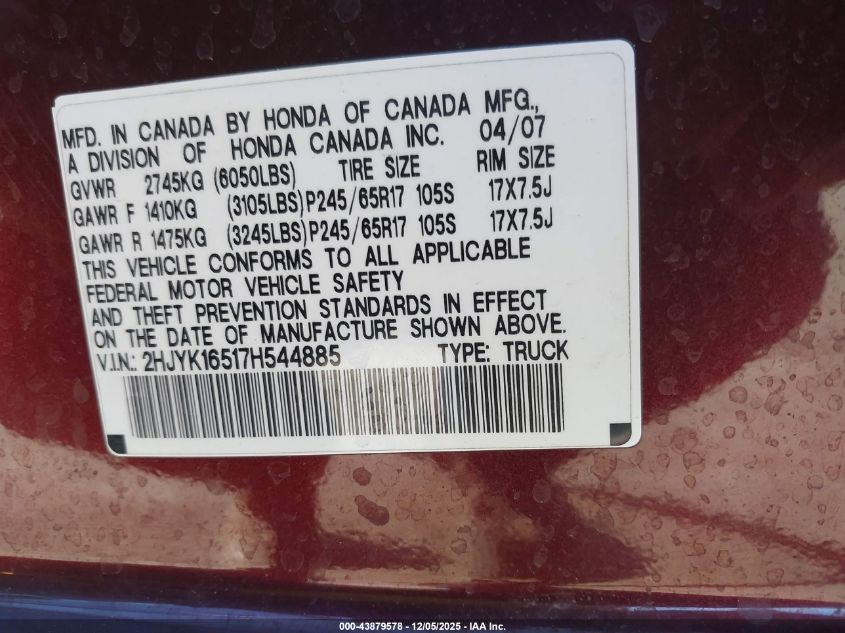 MFD. IN CANADA BY HONDA OF CANADA MFG.,
A DIVISION OF HONDA CANADA INC. 04/07
GVWR 2745KG (6050LBS) TIRE SIZE RIM SIZE
GAWR F 1410KG (3105LBS) P245/65R17 105S 17X7.5J
GAWR R 1475KG (3245LBS) P245/65R17 105S 17X7.5J
THIS VEHICLE CONFORMS TO ALL APPLICABLE
FEDERAL MOTOR VEHICLE SAFETY
AND THEFT PREVENTION STANDARDS IN EFFECT
ON THE DATE OF MANUFACTURE SHOWN ABOVE.
V.I.N.: 2HJYK16517H544885 TYPE: TRUCK
000-43879578 - 12/05/2025 - IAA Inc.